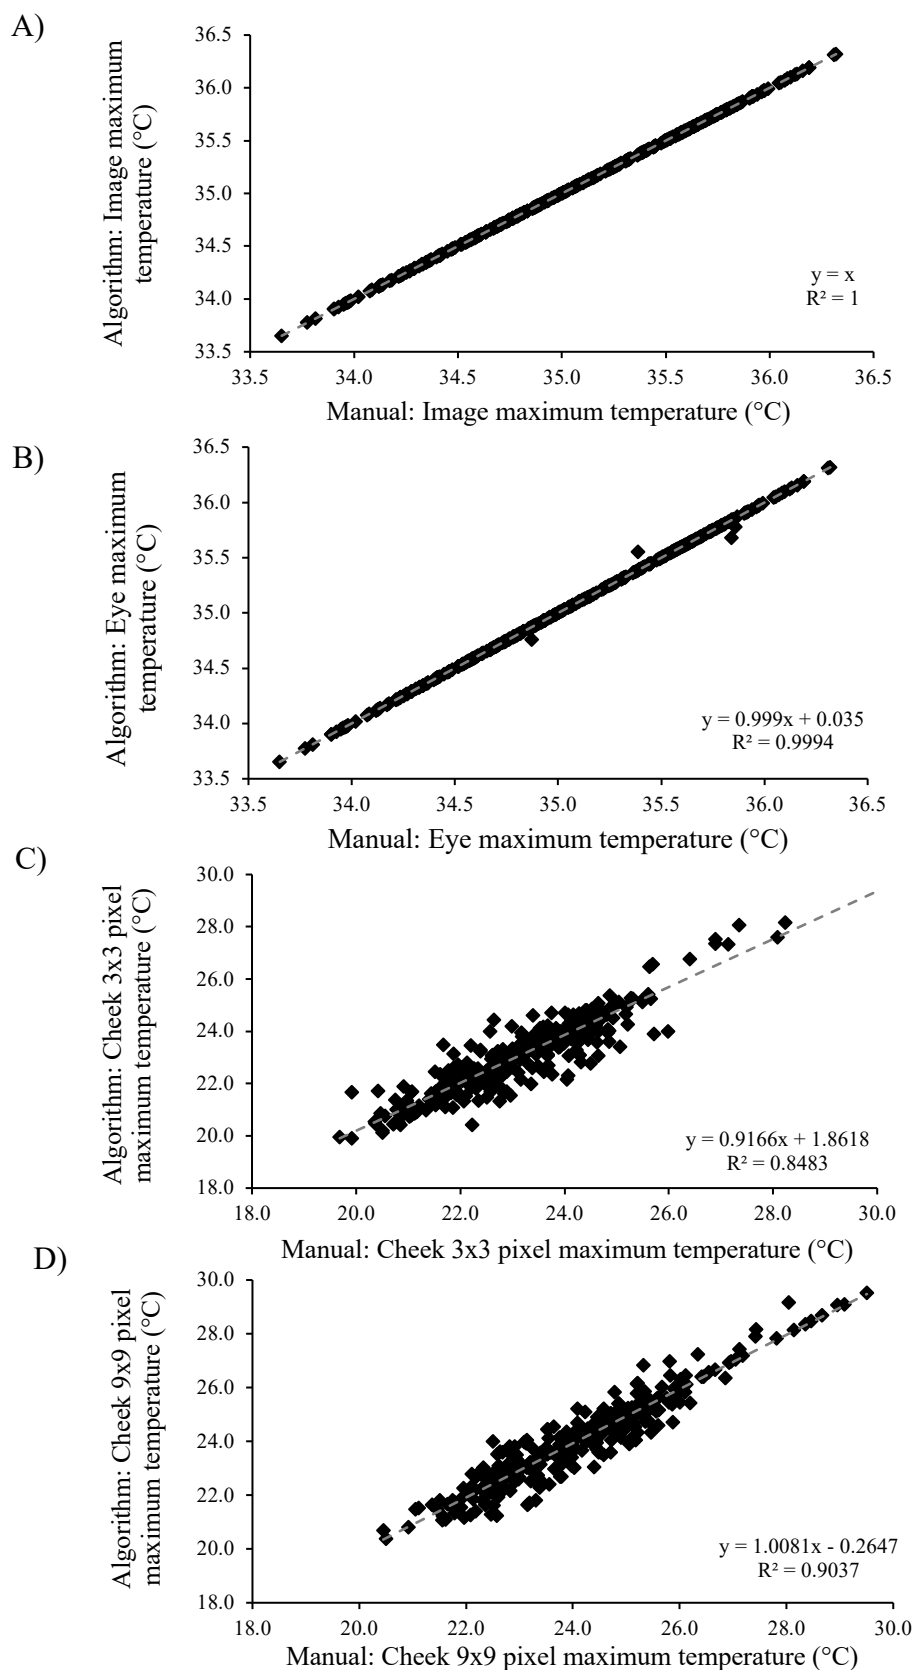 A)
Algorithm: Image maximum
temperature (°C)
36.5
36.0
35.5
35.0
34.5
34.0
33.5
y = x
R² = 1
33.5 34.0 34.5 35.0 35.5 36.0 36.5
Manual: Image maximum temperature (°C)
B)
Algorithm: Eye maximum
temperature (°C)
36.5
36.0
35.5
35.0
34.5
34.0
33.5
y = 0.999x + 0.035
R² = 0.9994
33.5 34.0 34.5 35.0 35.5 36.0 36.5
Manual: Eye maximum temperature (°C)
C)
Algorithm: Cheek 3x3 pixel
maximum temperature (°C)
30.0
28.0
26.0
24.0
22.0
20.0
18.0
y = 0.9166x + 1.8618
R² = 0.8483
18.0 20.0 22.0 24.0 26.0 28.0 30.0
Manual: Cheek 3x3 pixel maximum temperature (°C)
D)
Algorithm: Cheek 9x9 pixel
maximum temperature (°C)
30.0
28.0
26.0
24.0
22.0
20.0
18.0
y = 1.0081x - 0.2647
R² = 0.9037
18.0 20.0 22.0 24.0 26.0 28.0 30.0
Manual: Cheek 9x9 pixel maximum temperature (°C)